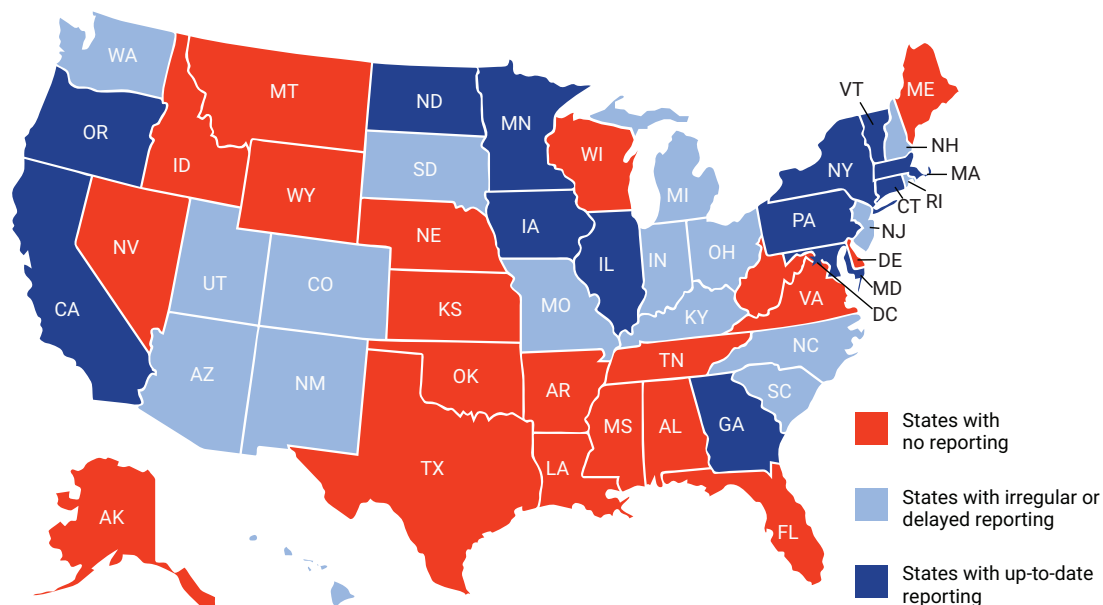 WA
MT
ME
VT
ND
MN
OR
NH
WI
NY
ID
SD
MA
WY
MI
RI
CT
PA
IA
NE
NJ
NV
OH
IN
IL
DE
UT
CO
MD
VA
MO
CA
KS
DC
KY
NC
TN
AZ
OK
NM
AR
SC
GA
MS
AL
States with
no reporting
TX
LA
States with irregular or
delayed reporting
AK
FL
States with up-to-date
reporting